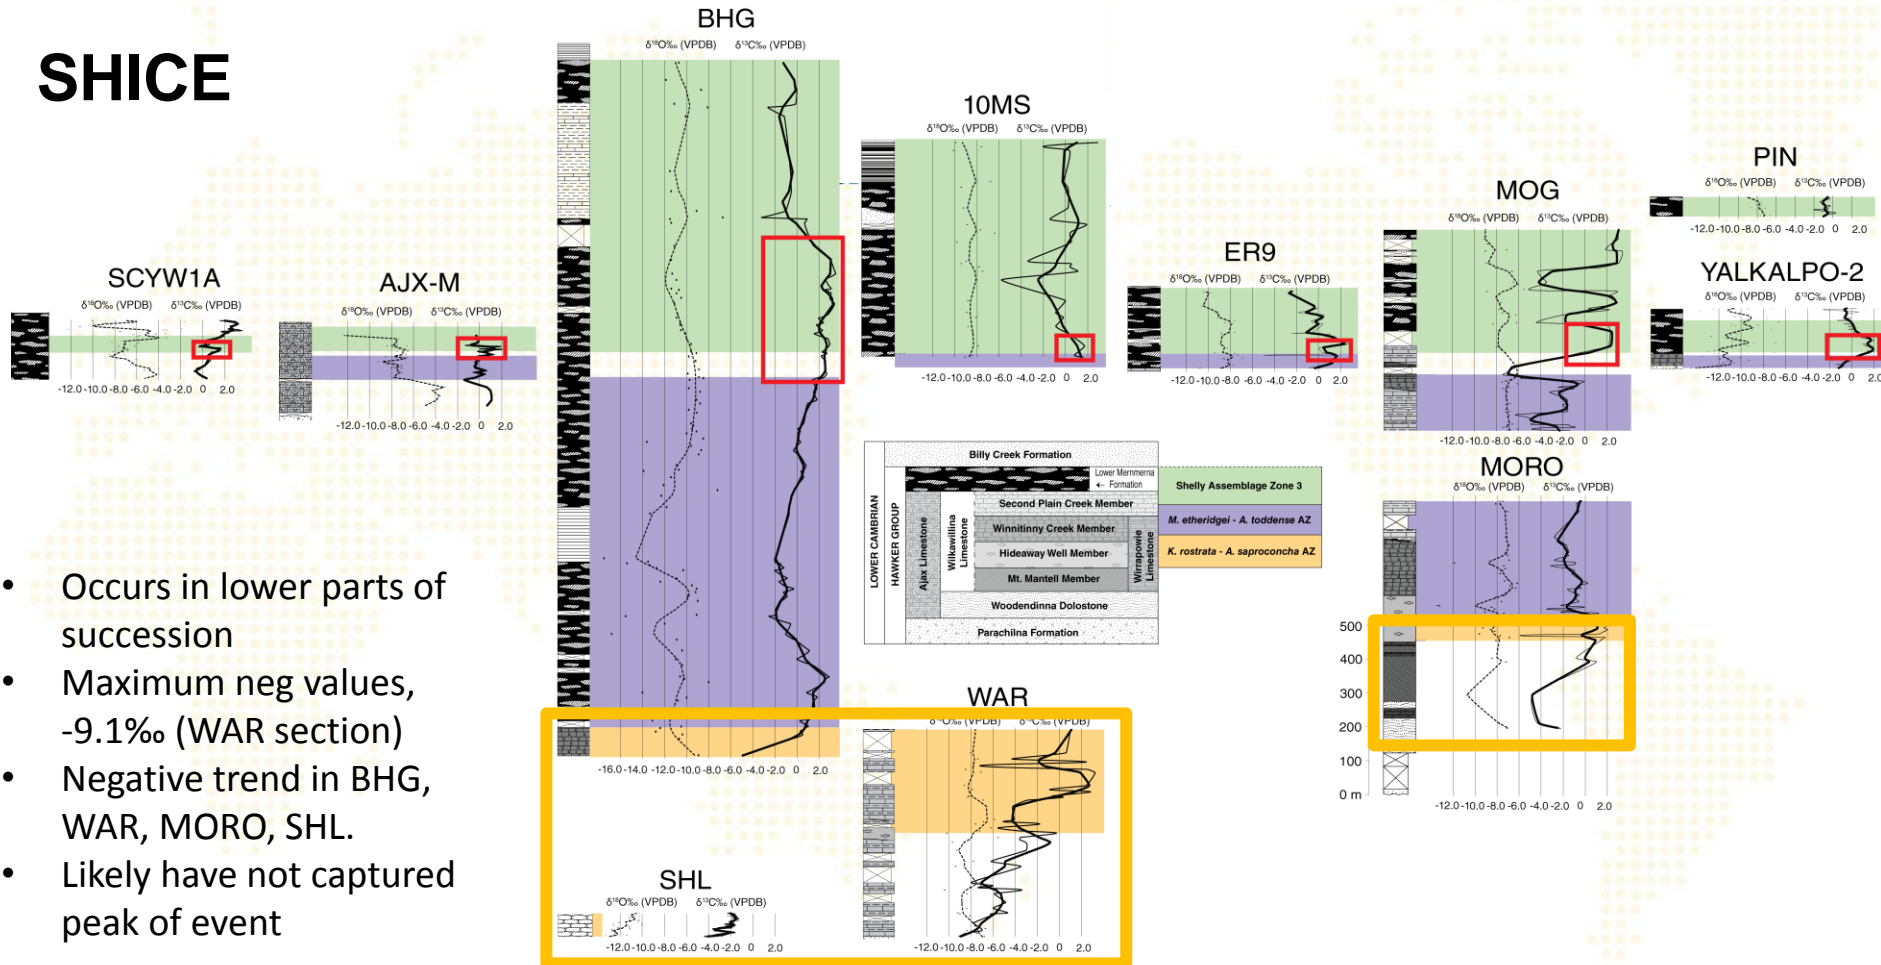 SHICE
BHG
δ¹⁸O‰ (VPDB) δ¹³C‰ (VPDB)
-16.0 -14.0 -12.0 -10.0 -8.0 -6.0 -4.0 -2.0 0 2.0
10MS
δ¹⁸O‰ (VPDB) δ¹³C‰ (VPDB)
-12.0 -10.0 -8.0 -6.0 -4.0 -2.0 0 2.0
SCYW1A
δ¹⁸O‰ (VPDB) δ¹³C‰ (VPDB)
-12.0 -10.0 -8.0 -6.0 -4.0 -2.0 0 2.0
AJX-M
δ¹⁸O‰ (VPDB) δ¹³C‰ (VPDB)
-12.0 -10.0 -8.0 -6.0 -4.0 -2.0 0 2.0
ER9
δ¹⁸O‰ (VPDB) δ¹³C‰ (VPDB)
-12.0 -10.0 -8.0 -6.0 -4.0 -2.0 0 2.0
MOG
δ¹⁸O‰ (VPDB) δ¹³C‰ (VPDB)
-12.0 -10.0 -8.0 -6.0 -4.0 -2.0 0 2.0
PIN
δ¹⁸O‰ (VPDB) δ¹³C‰ (VPDB)
-12.0 -10.0 -8.0 -6.0 -4.0 -2.0 0 2.0
YALKALPO-2
δ¹⁸O‰ (VPDB) δ¹³C‰ (VPDB)
-12.0 -10.0 -8.0 -6.0 -4.0 -2.0 0 2.0
LOWER CAMBRIAN
HAWKER GROUP
Billy Creek Formation
Lower Mernmerna
← Formation
Ajax Limestone
Wilkawillina
Limestone
Second Plain Creek Member
Winnitinny Creek Member
Hideaway Well Member
Mt. Mantell Member
Wirrapowie
Limestone
Woodendinna Dolostone
Parachilna Formation
Shelly Assemblage Zone 3
M. etheridgei - A. toddense AZ
K. rostrata - A. saproconcha AZ
MORO
δ¹⁸O‰ (VPDB) δ¹³C‰ (VPDB)
500
400
300
200
100
0 m
-12.0 -10.0 -8.0 -6.0 -4.0 -2.0 0 2.0
• Occurs in lower parts of
succession
• Maximum neg values,
-9.1‰ (WAR section)
• Negative trend in BHG,
WAR, MORO, SHL.
• Likely have not captured
peak of event
WAR
δ¹⁸O‰ (VPDB) δ¹³C‰ (VPDB)
-12.0 -10.0 -8.0 -6.0 -4.0 -2.0 0 2.0
SHL
δ¹⁸O‰ (VPDB) δ¹³C‰ (VPDB)
-12.0 -10.0 -8.0 -6.0 -4.0 -2.0 0 2.0